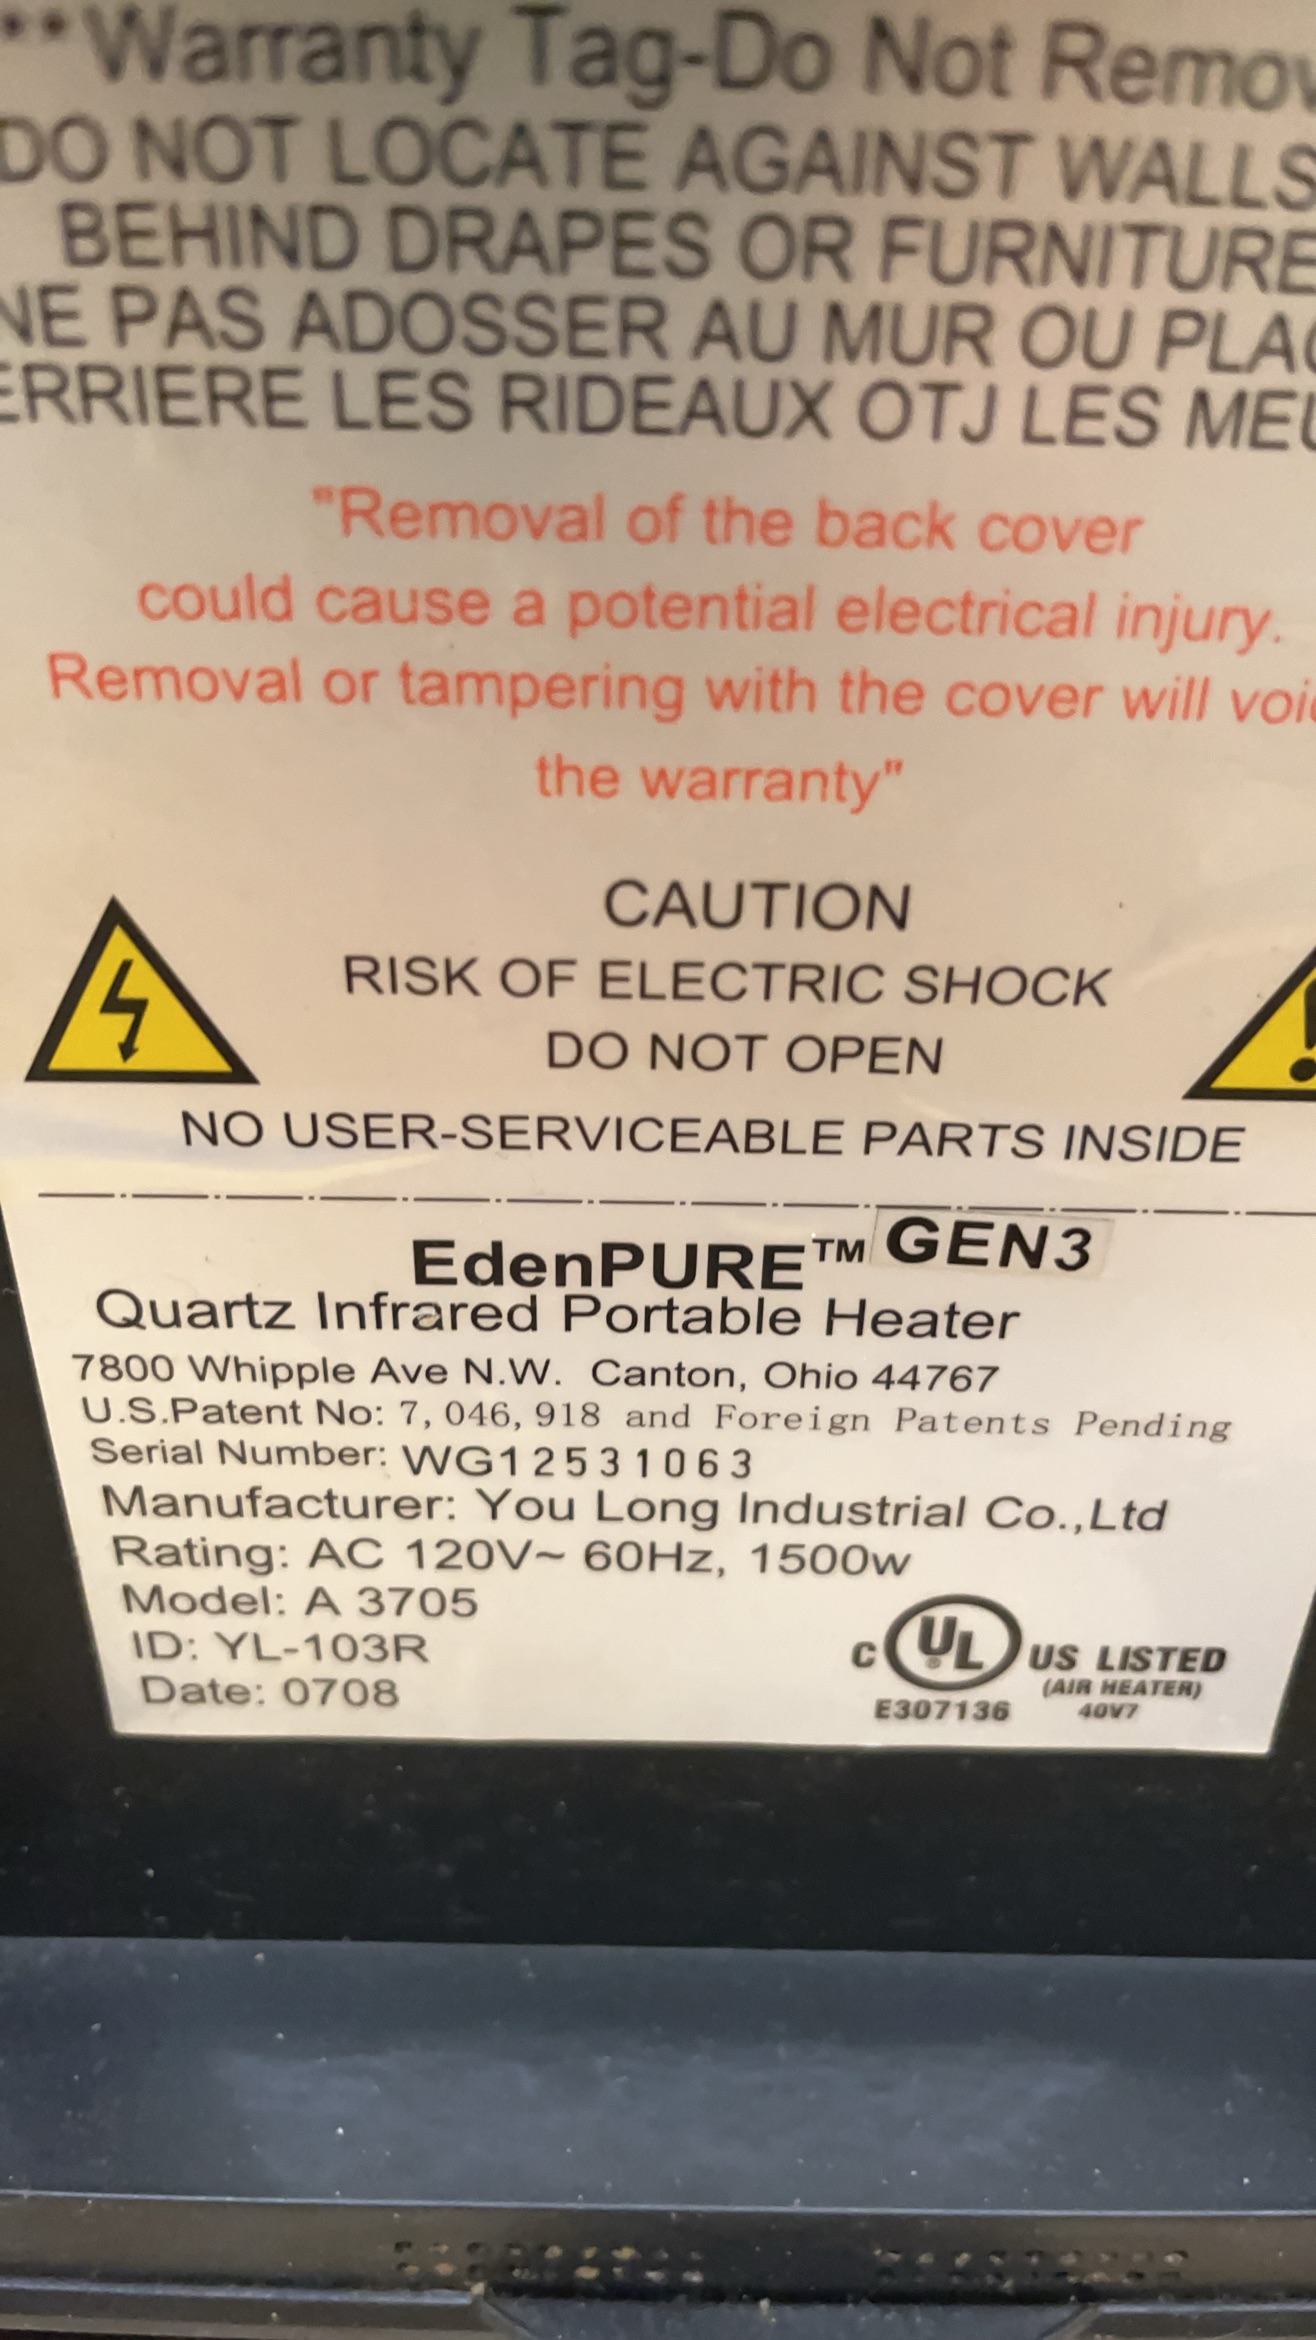 **Warranty Tag-Do Not Remov
DO NOT LOCATE AGAINST WALLS
BEHIND DRAPES OR FURNITURE
NE PAS ADOSSER AU MUR OU PLAC
ERRIERE LES RIDEAUX OTJ LES MEU
"Removal of the back cover
could cause a potential electrical injury.
Removal or tampering with the cover will void
the warranty"
CAUTION
RISK OF ELECTRIC SHOCK
DO NOT OPEN
NO USER-SERVICEABLE PARTS INSIDE
EdenPURE™ GEN3
Quartz Infrared Portable Heater
7800 Whipple Ave N.W. Canton, Ohio 44767
U.S.Patent No: 7,046,918 and Foreign Patents Pending
Serial Number: WG12531063
Manufacturer: You Long Industrial Co.,Ltd
Rating: AC 120V~ 60Hz, 1500w
Model: A 3705
ID: YL-103R
Date: 0708
C UL ® US LISTED
(AIR HEATER)
E307136 40V7